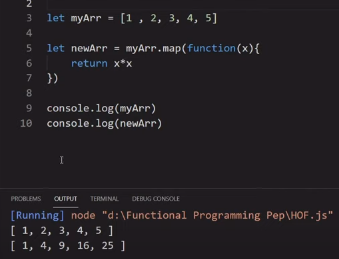 2
3 let myArr = [1 , 2, 3, 4, 5]
4
5 let newArr = myArr.map(function(x){
6     return x*x
7 })
8
9 console.log(myArr)
10 console.log(newArr)
PROBLEMS OUTPUT TERMINAL DEBUG CONSOLE
[Running] node "d:\Functional Programming Pep\HOF.js"
[ 1, 2, 3, 4, 5 ]
[ 1, 4, 9, 16, 25 ]